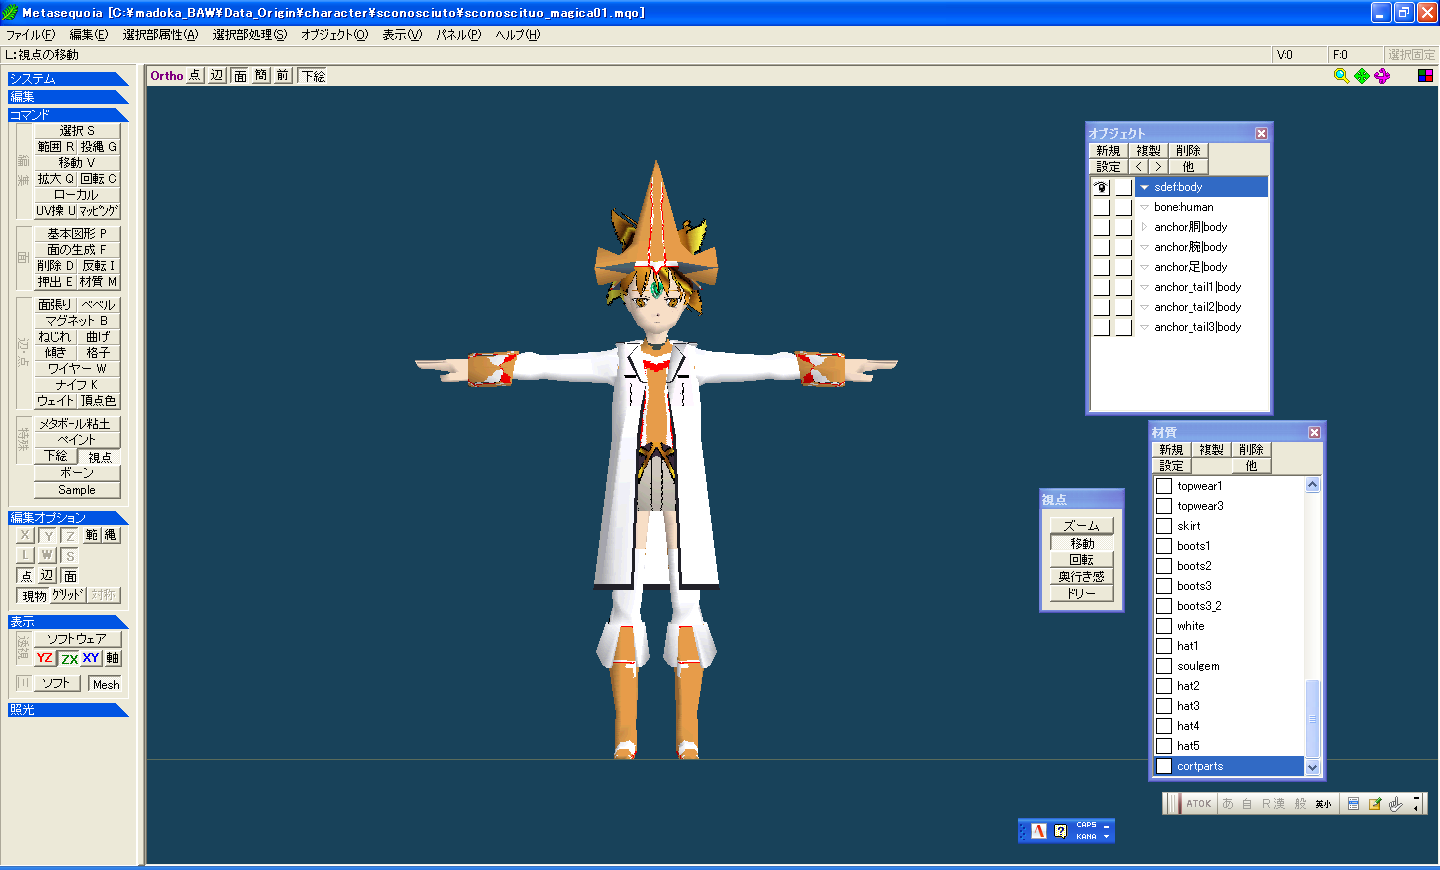 Metasequoia [C:¥madoka_BAW¥Data_Origin¥character¥sconosciuto¥sconoscituo_magica01.mqo]
ファイル(F) 編集(E) 選択部属性(A) 選択部処理(S) オブジェクト(O) 表示(V) パネル(P) ヘルプ(H)
L:視点の移動 V:0 F:0 選択固定
Ortho 点 辺 面 簡 前 下絵
システム
編集
コマンド
編集
選択 S
範囲 R 投縄 G
移動 V
拡大 Q 回転 C
ローカル
UV操 U マッピング
面
基本図形 P
面の生成 F
削除 D 反転 I
押出 E 材質 M
辺・点
面張り ベベル
マグネット B
ねじれ 曲げ
傾き 格子
ワイヤー W
ナイフ K
ウェイト 頂点色
特殊
メタボール粘土
ペイント
下絵 視点
ボーン
Sample
編集オプション
X Y Z 範 縄
L W S
点 辺 面
現物 グリッド 対称
表示
透視
ソフトウェア
YZ ZX XY 軸
ソフト Mesh
照光
オブジェクト
新規 複製 削除
設定 < > 他
sdef:body
bone:human
anchor胴|body
anchor腕|body
anchor足|body
anchor_tail1|body
anchor_tail2|body
anchor_tail3|body
材質
新規 複製 削除
設定 他
topwear1
topwear3
skirt
boots1
boots2
boots3
boots3_2
white
hat1
soulgem
hat2
hat3
hat4
hat5
cortparts
視点
ズーム
移動
回転
奥行き感
ドリー
ATOK あ 自 R漢 般 英小
A ? CAPS
KANA